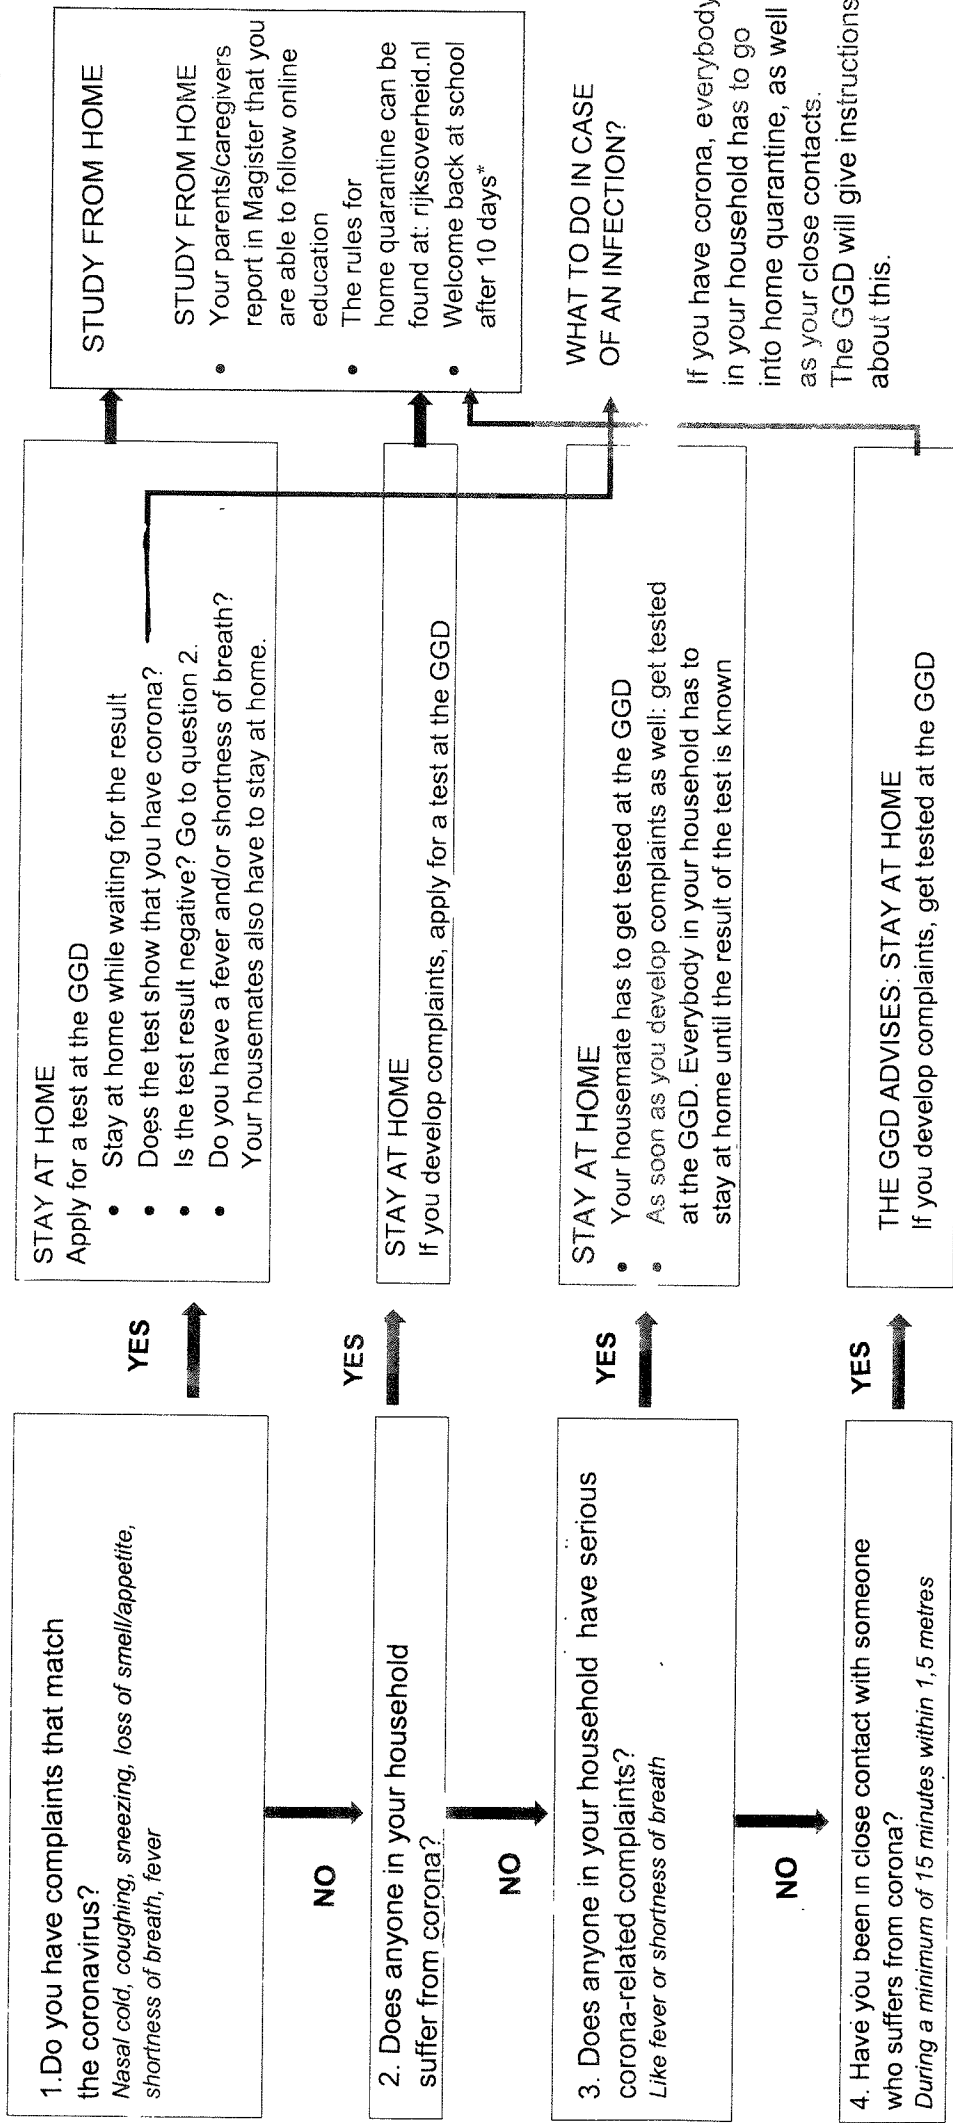 1.Do you have complaints that match
the coronavirus?
Nasal cold, coughing, sneezing, loss of smell/appetite,
shortness of breath, fever
YES
STAY AT HOME
Apply for a test at the GGD
• Stay at home while waiting for the result
• Does the test show that you have corona?
• Is the test result negative? Go to question 2.
• Do you have a fever and/or shortness of breath?
Your housemates also have to stay at home.
STUDY FROM HOME
STUDY FROM HOME
• Your parents/caregivers
report in Magister that you
are able to follow online
education
• The rules for
home quarantine can be
found at: rijksoverheid.nl
• Welcome back at school
after 10 days*
NO
2. Does anyone in your household
suffer from corona?
YES
STAY AT HOME
If you develop complaints, apply for a test at the GGD
NO
3. Does anyone in your household have serious
corona-related complaints?
Like fever or shortness of breath
YES
STAY AT HOME
• Your housemate has to get tested at the GGD
• As soon as you develop complaints as well: get tested
at the GGD. Everybody in your household has to
stay at home until the result of the test is known
WHAT TO DO IN CASE
OF AN INFECTION?
If you have corona, everybody
in your household has to go
into home quarantine, as well
as your close contacts.
The GGD will give instructions
about this.
NO
4. Have you been in close contact with someone
who suffers from corona?
During a minimum of 15 minutes within 1,5 metres
YES
THE GGD ADVISES: STAY AT HOME
If you develop complaints, get tested at the GGD